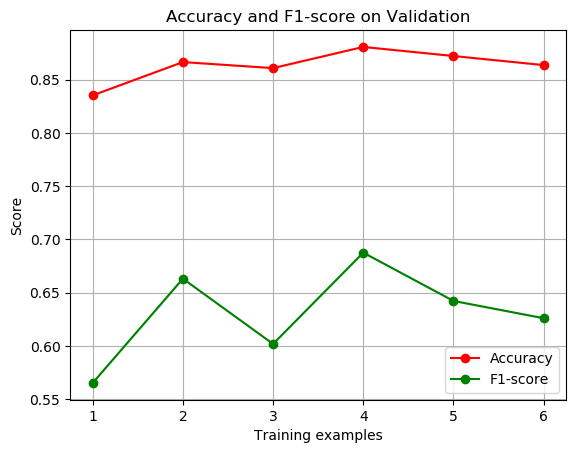 Accuracy and F1-score on Validation
Score
0.85
0.80
0.75
0.70
0.65
0.60
0.55
1 2 3 4 5 6
Training examples
Accuracy
F1-score